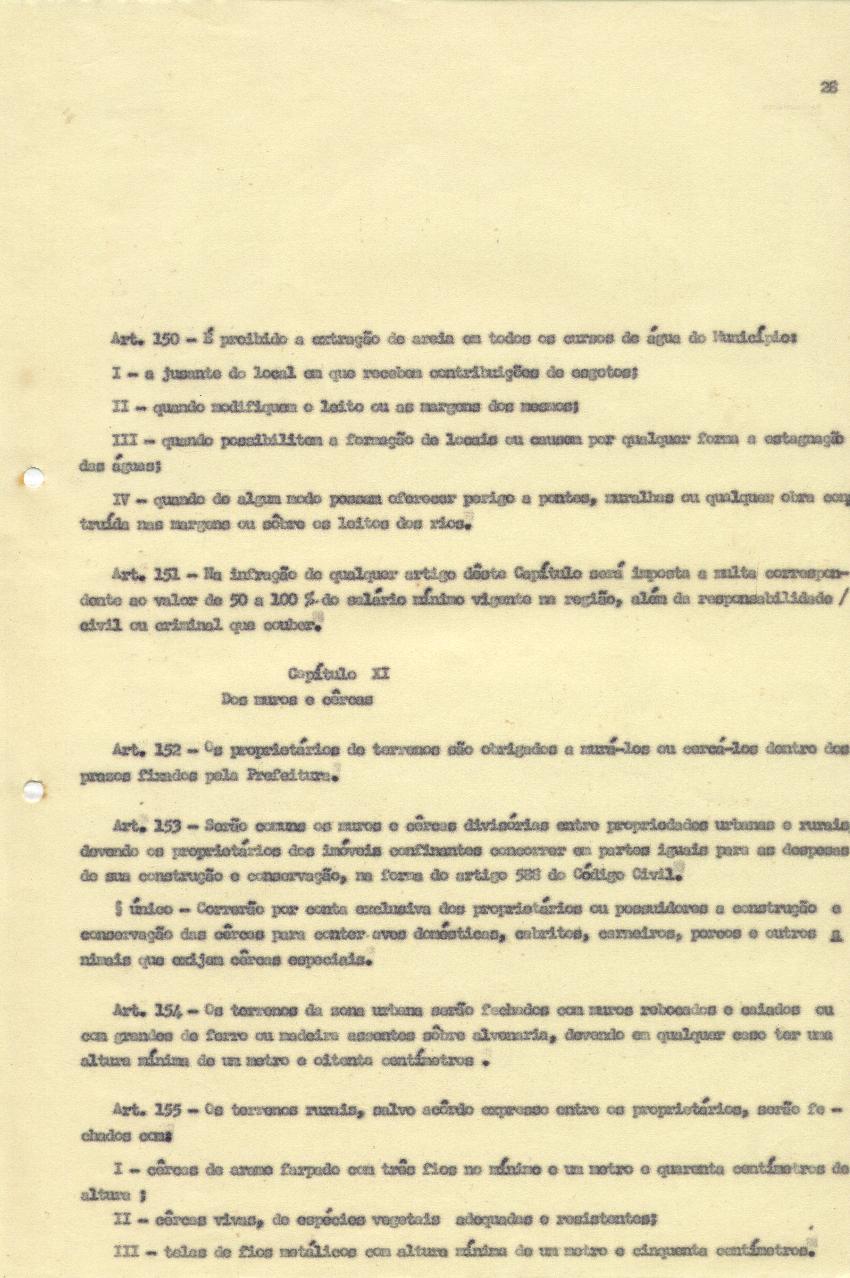 28
Art. 150 - É proibido a extração de areia em todos os cursos de água do Município:
I - a jusante do local em que recebem contribuições de esgotos;
II - quando modifiquem o leito ou as margens dos mesmos;
III - quando possibilitem a formação de locais ou causem por qualquer forma a estagnação
das águas;
IV - quando de algum modo possam oferecer perigo a pontes, muralhas ou qualquer obra cons
truída nas margens ou sôbre os leitos dos rios.
Art. 151 - Na infração de qualquer artigo dêste Capítulo será imposta a multa correspon-
dente ao valor de 50 a 100 % do salário mínimo vigente na região, além da responsabilidade /
civil ou criminal que couber.
Capítulo XI
Dos muros e cêrcas
Art. 152 - Os proprietários de terrenos são obrigados a murá-los ou cercá-los dentro dos
prazos fixados pela Prefeitura.
Art. 153 - Serão comuns os muros e cêrcas divisórias entre propriedades urbanas e rurais
devendo os proprietários dos imóveis confinantes concorrer em partes iguais para as despesas
de sua construção e conservação, na forma do artigo 588 do Código Civil.
§ único - Correrão por conta exclusiva dos proprietários ou possuidores a construção e
conservação das cêrcas para conter aves domésticas, cabritos, carneiros, porcos e outros a
nimais que exijam cêrcas especiais.
Art. 154 - Os terrenos da zona urbana serão fechados com muros rebocados e caiados ou
com grandes de ferro ou madeira assentes sôbre alvenaria, devendo em qualquer caso ter uma
altura mínima de um metro e oitenta centímetros .
Art. 155 - Os terrenos rurais, salvo acôrdo expresso entre os proprietários, serão fe -
chados com:
I - cêrcas de arame farpado com três fios no mínimo e um metro e quarenta centímetros de
altura ;
II - cêrcas vivas, de espécies vegetais adequadas e resistentes;
III - telas de fios metálicos com altura mínima de um metro e cinquenta centímetros.